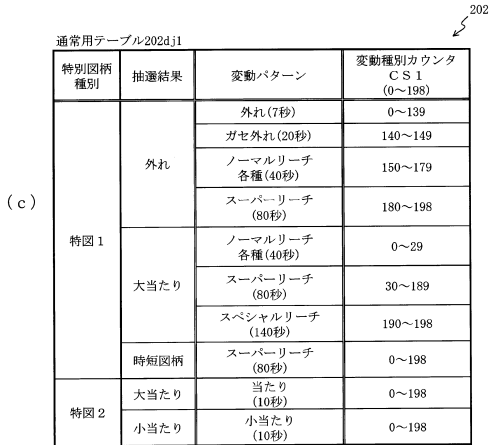 202
通常用テーブル202dj1
特別図柄
種別
抽選結果
変動パターン
変動種別カウンタ
CS1
(0～198)
(c)
特図1
外れ
外れ(7秒)
0～139
ガセ外れ(20秒)
140～149
ノーマルリーチ
各種(40秒)
150～179
スーパーリーチ
(80秒)
180～198
大当たり
ノーマルリーチ
各種(40秒)
0～29
スーパーリーチ
(80秒)
30～189
スペシャルリーチ
(140秒)
190～198
時短図柄
スーパーリーチ
(80秒)
0～198
特図2
大当たり
当たり
(10秒)
0～198
小当たり
小当たり
(10秒)
0～198